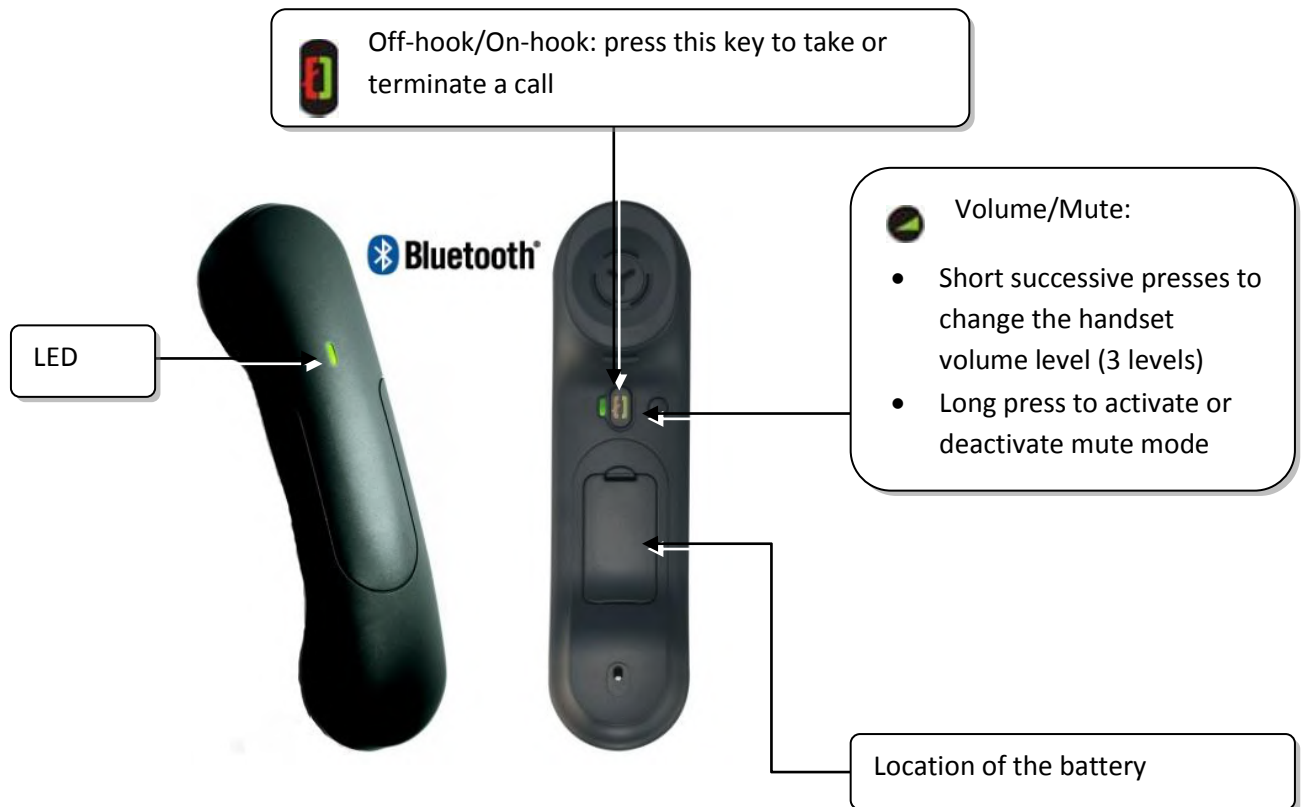 Off-hook/On-hook: press this key to take or
terminate a call
Bluetooth®
Volume/Mute:
• Short successive presses to
change the handset
volume level (3 levels)
• Long press to activate or
deactivate mute mode
LED
Location of the battery